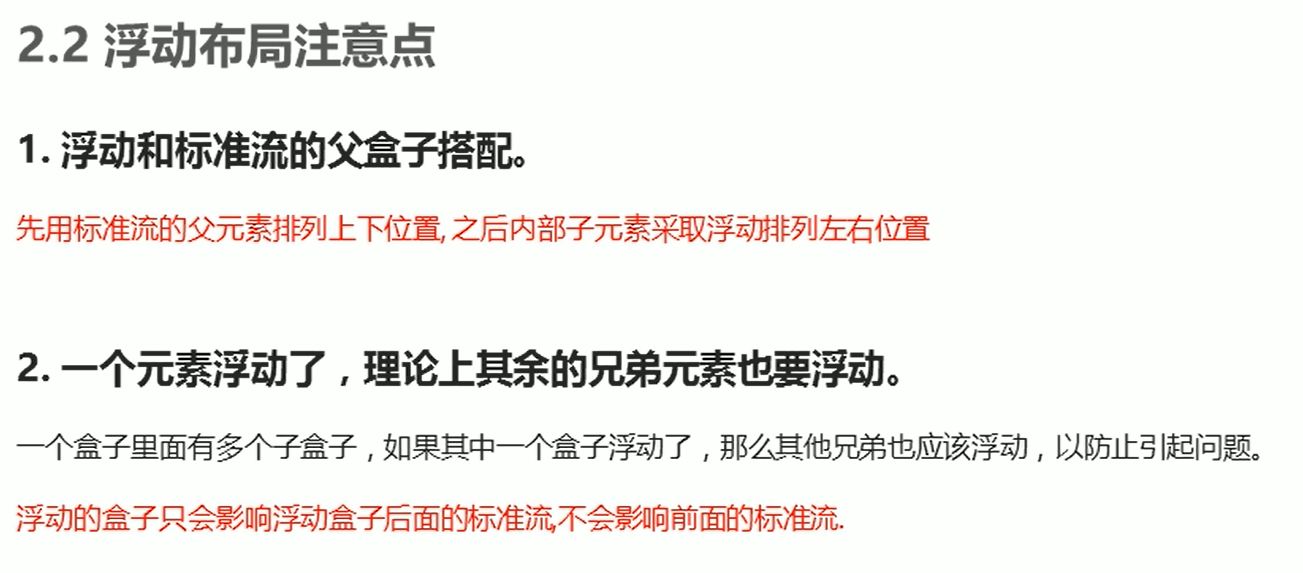 2.2 浮动布局注意点
1. 浮动和标准流的父盒子搭配。
先用标准流的父元素排列上下位置, 之后内部子元素采取浮动排列左右位置
2. 一个元素浮动了，理论上其余的兄弟元素也要浮动。
一个盒子里面有多个子盒子，如果其中一个盒子浮动了，那么其他兄弟也应该浮动，以防止引起问题。
浮动的盒子只会影响浮动盒子后面的标准流,不会影响前面的标准流.